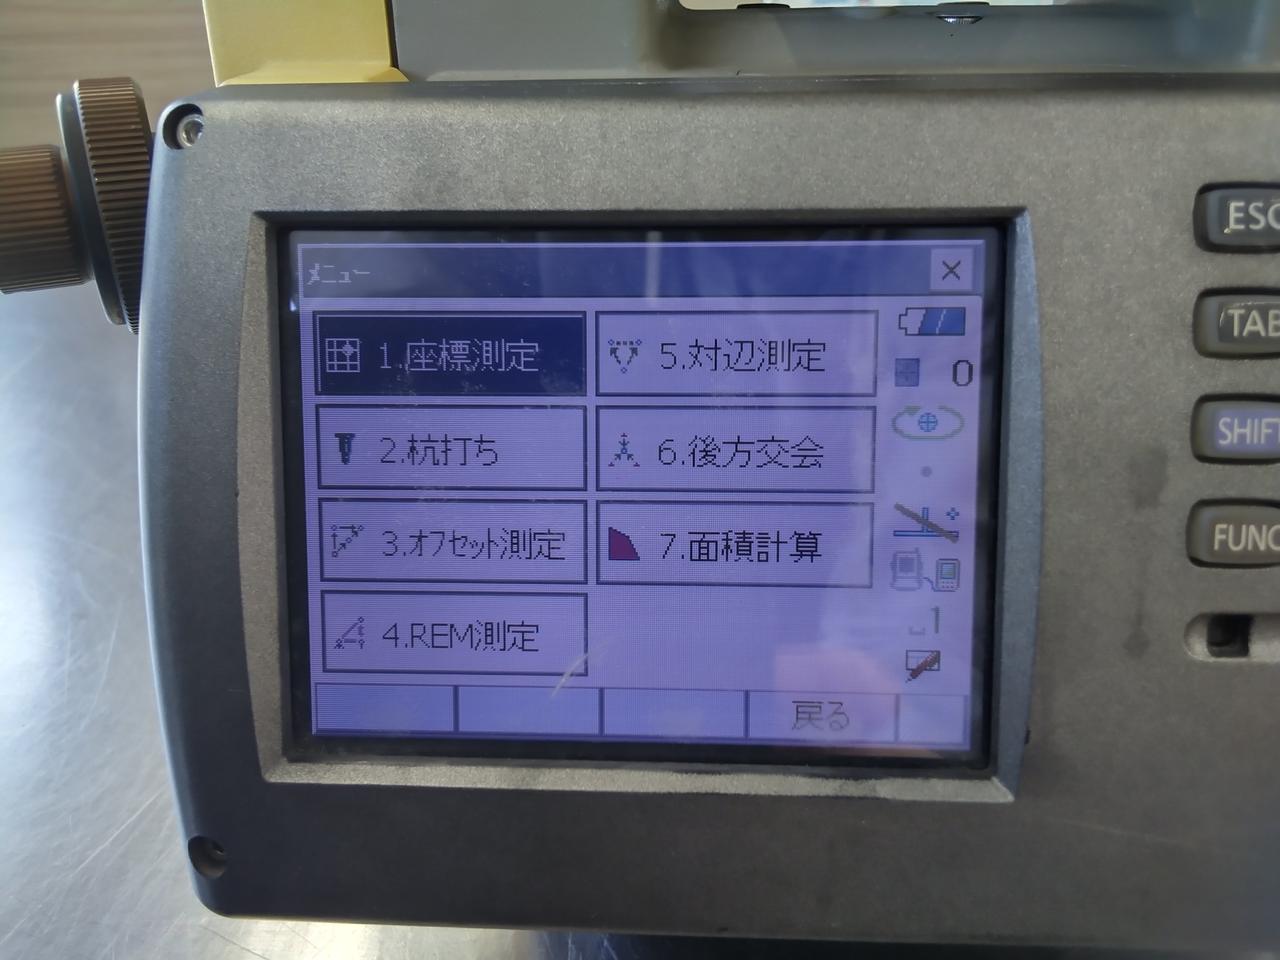 メニュー
×
1.座標測定
5.対辺測定
0
2.杭打ち
6.後方交会
3.オフセット測定
7.面積計算
4.REM測定
1
戻る
ESC
TAB
SHIFT
FUNC